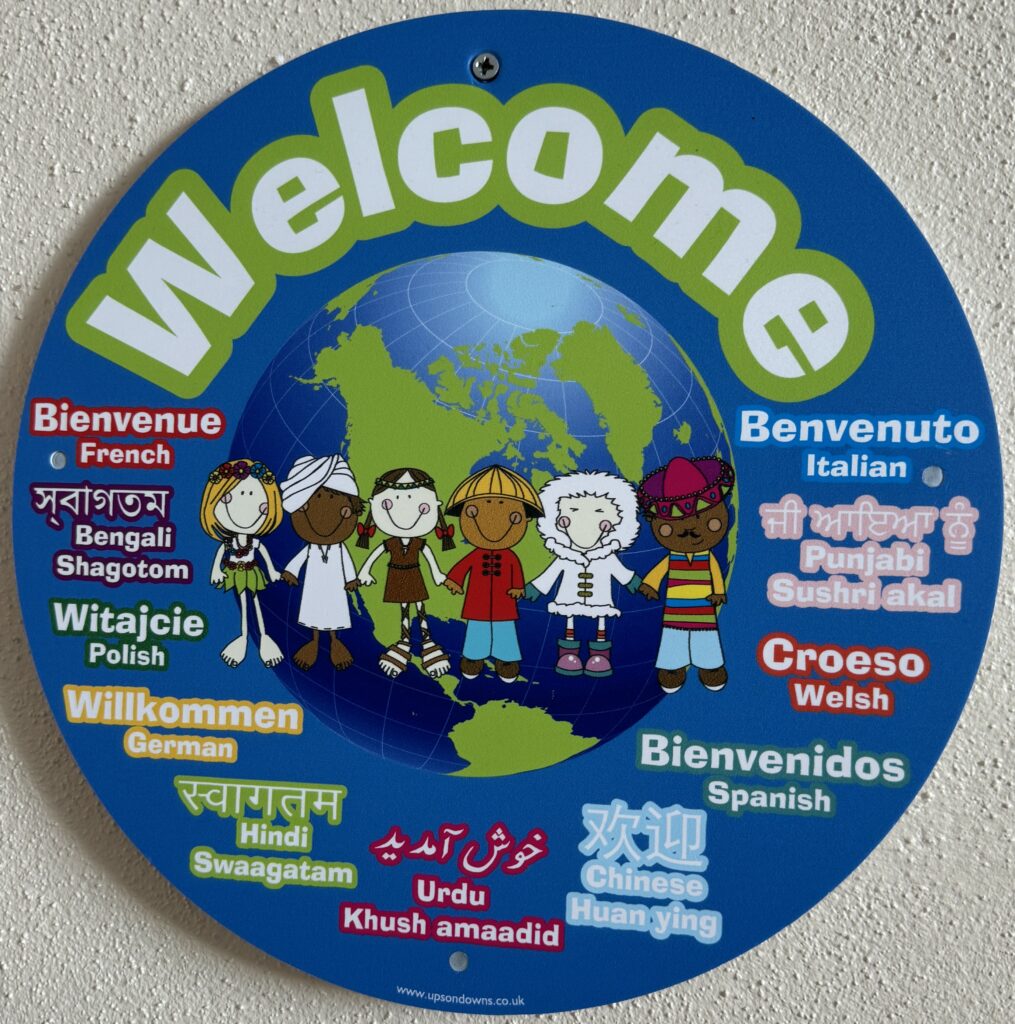 Welcome
Bienvenue
French
স্‌বাগতম
Bengali
Shagotom
Witajcie
Polish
Willkommen
German
स्वागतम
Hindi
Swaagatam
خوش آمدید
Urdu
Khush amaadid
欢迎
Chinese
Huan ying
Bienvenidos
Spanish
Croeso
Welsh
ਜੀ ਆਇਆ ਨੂੰ
Punjabi
Sushri akal
Benvenuto
Italian
www.upsondowns.co.uk